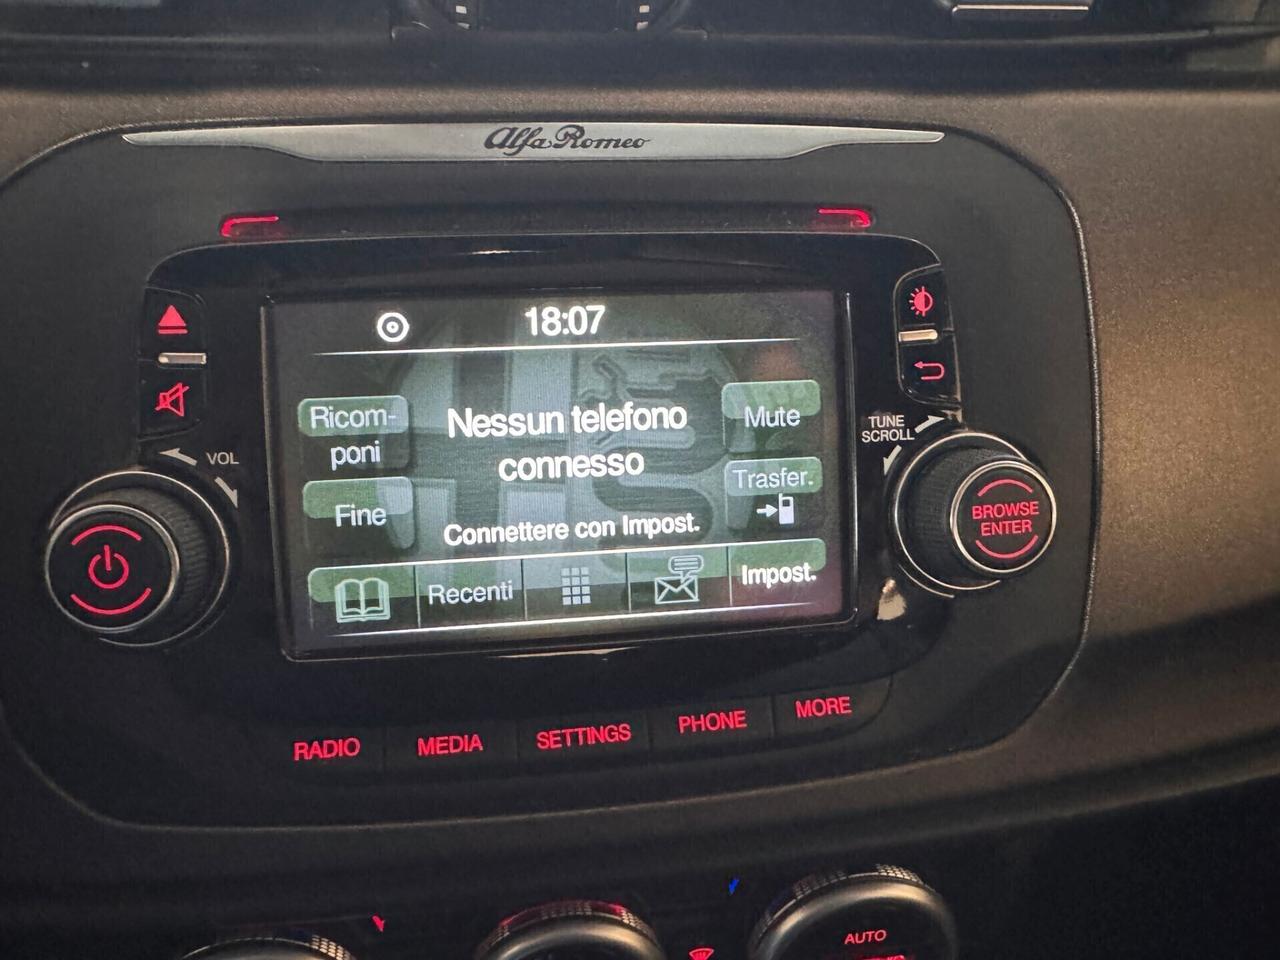 Alfa Romeo
18:07
Ricom-
poni
Nessun telefono
connesso
Mute
Trasfer.
Fine
Connettere con Impost.
Recenti
Impost.
VOL
TUNE
SCROLL
BROWSE
ENTER
RADIO
MEDIA
SETTINGS
PHONE
MORE
AUTO